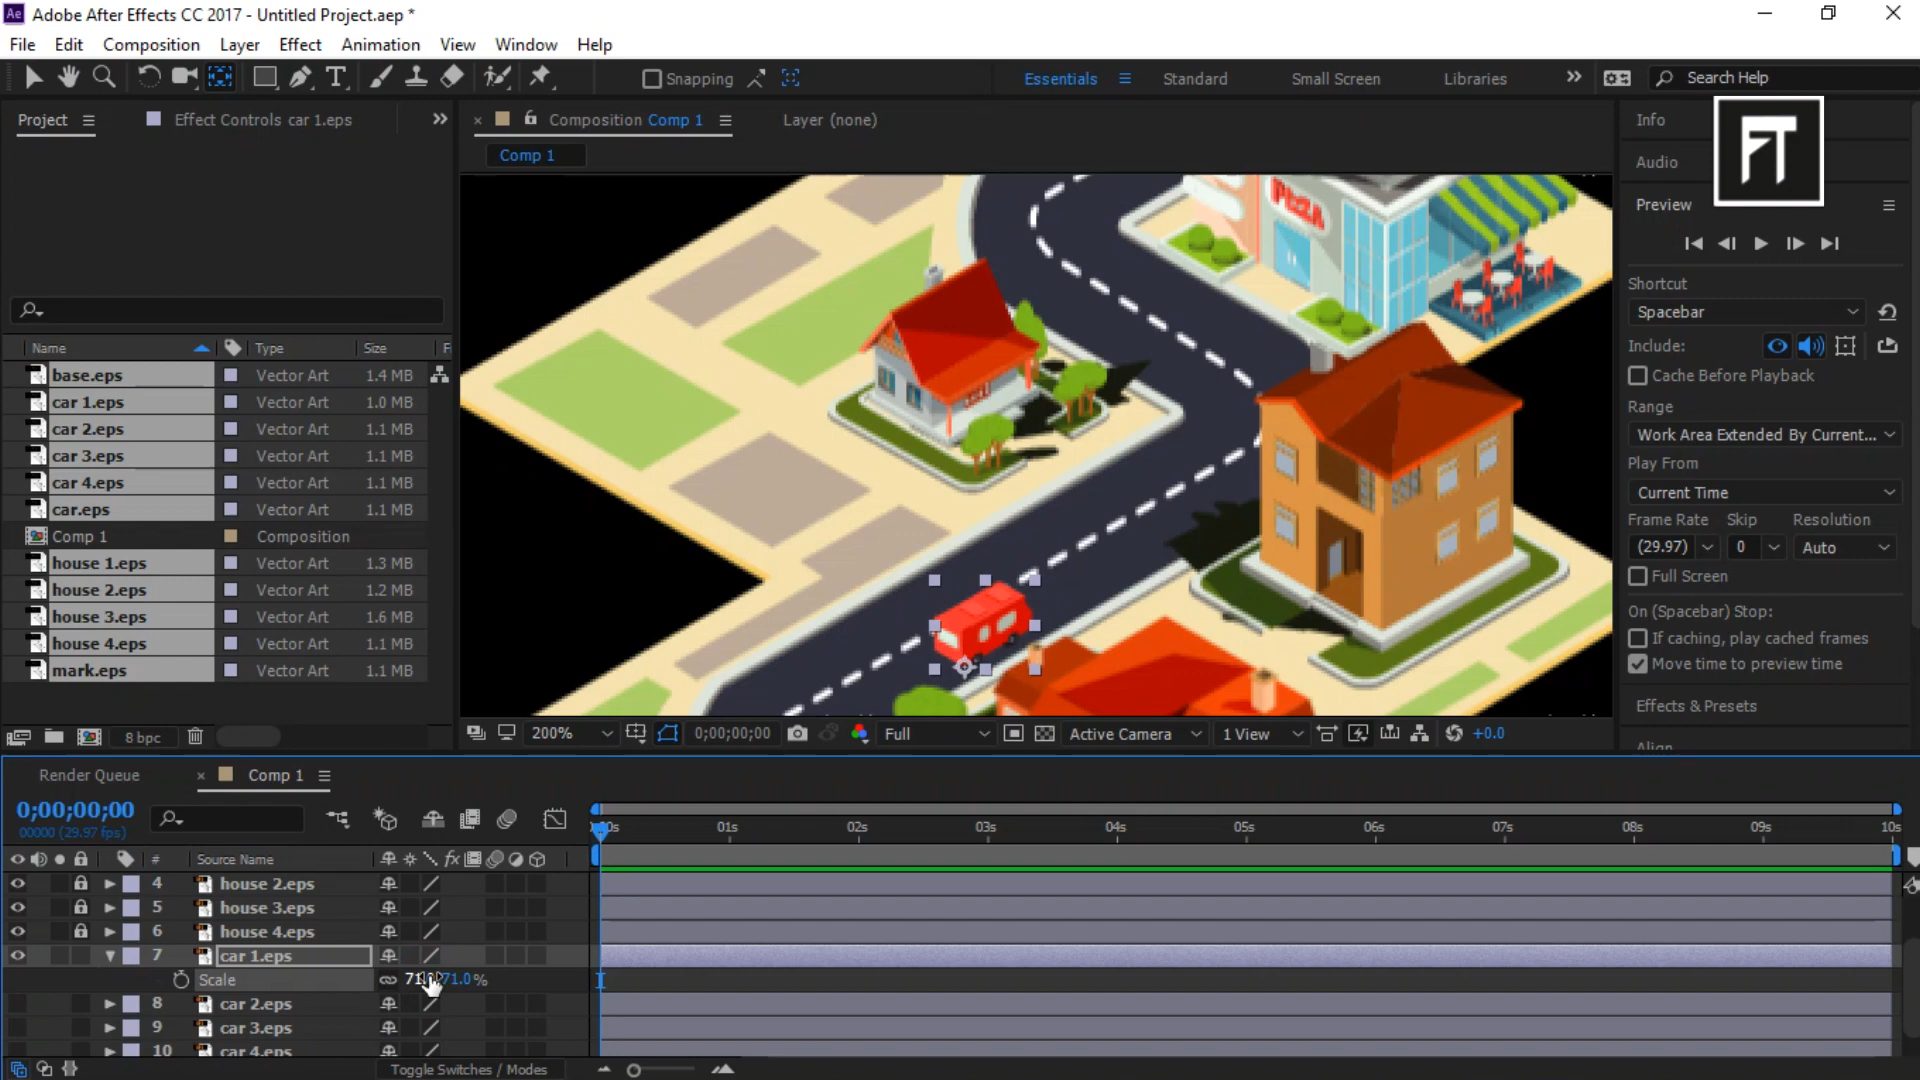 Ae Adobe After Effects CC 2017 - Untitled Project.aep *
File Edit Composition Layer Effect Animation View Window Help
Snapping Essentials Standard Small Screen Libraries Search Help
Project Effect Controls car 1.eps
Composition Comp 1 Layer (none)
Comp 1
PIZZA
FT
Info
Audio
Preview
Shortcut
Spacebar
Include:
Cache Before Playback
Range
Work Area Extended By Current...
Play From
Current Time
Frame Rate Skip Resolution
(29.97) 0 Auto
Full Screen
On (Spacebar) Stop:
If caching, play cached frames
Move time to preview time
Effects & Presets
Align
Name Type Size F
base.eps Vector Art 1.4 MB
car 1.eps Vector Art 1.0 MB
car 2.eps Vector Art 1.1 MB
car 3.eps Vector Art 1.1 MB
car 4.eps Vector Art 1.1 MB
car.eps Vector Art 1.1 MB
Comp 1 Composition
house 1.eps Vector Art 1.3 MB
house 2.eps Vector Art 1.2 MB
house 3.eps Vector Art 1.6 MB
house 4.eps Vector Art 1.1 MB
mark.eps Vector Art 1.1 MB
8 bpc
200% 0;00;00;00 Full Active Camera 1 View +0.0
Render Queue Comp 1
0;00;00;00
00000 (29.97 fps)
01s 02s 03s 04s 05s 06s 07s 08s 09s 10s
# Source Name
4 house 2.eps
5 house 3.eps
6 house 4.eps
7 car 1.eps
Scale 71.0%
8 car 2.eps
9 car 3.eps
10 car 4.eps
Toggle Switches / Modes